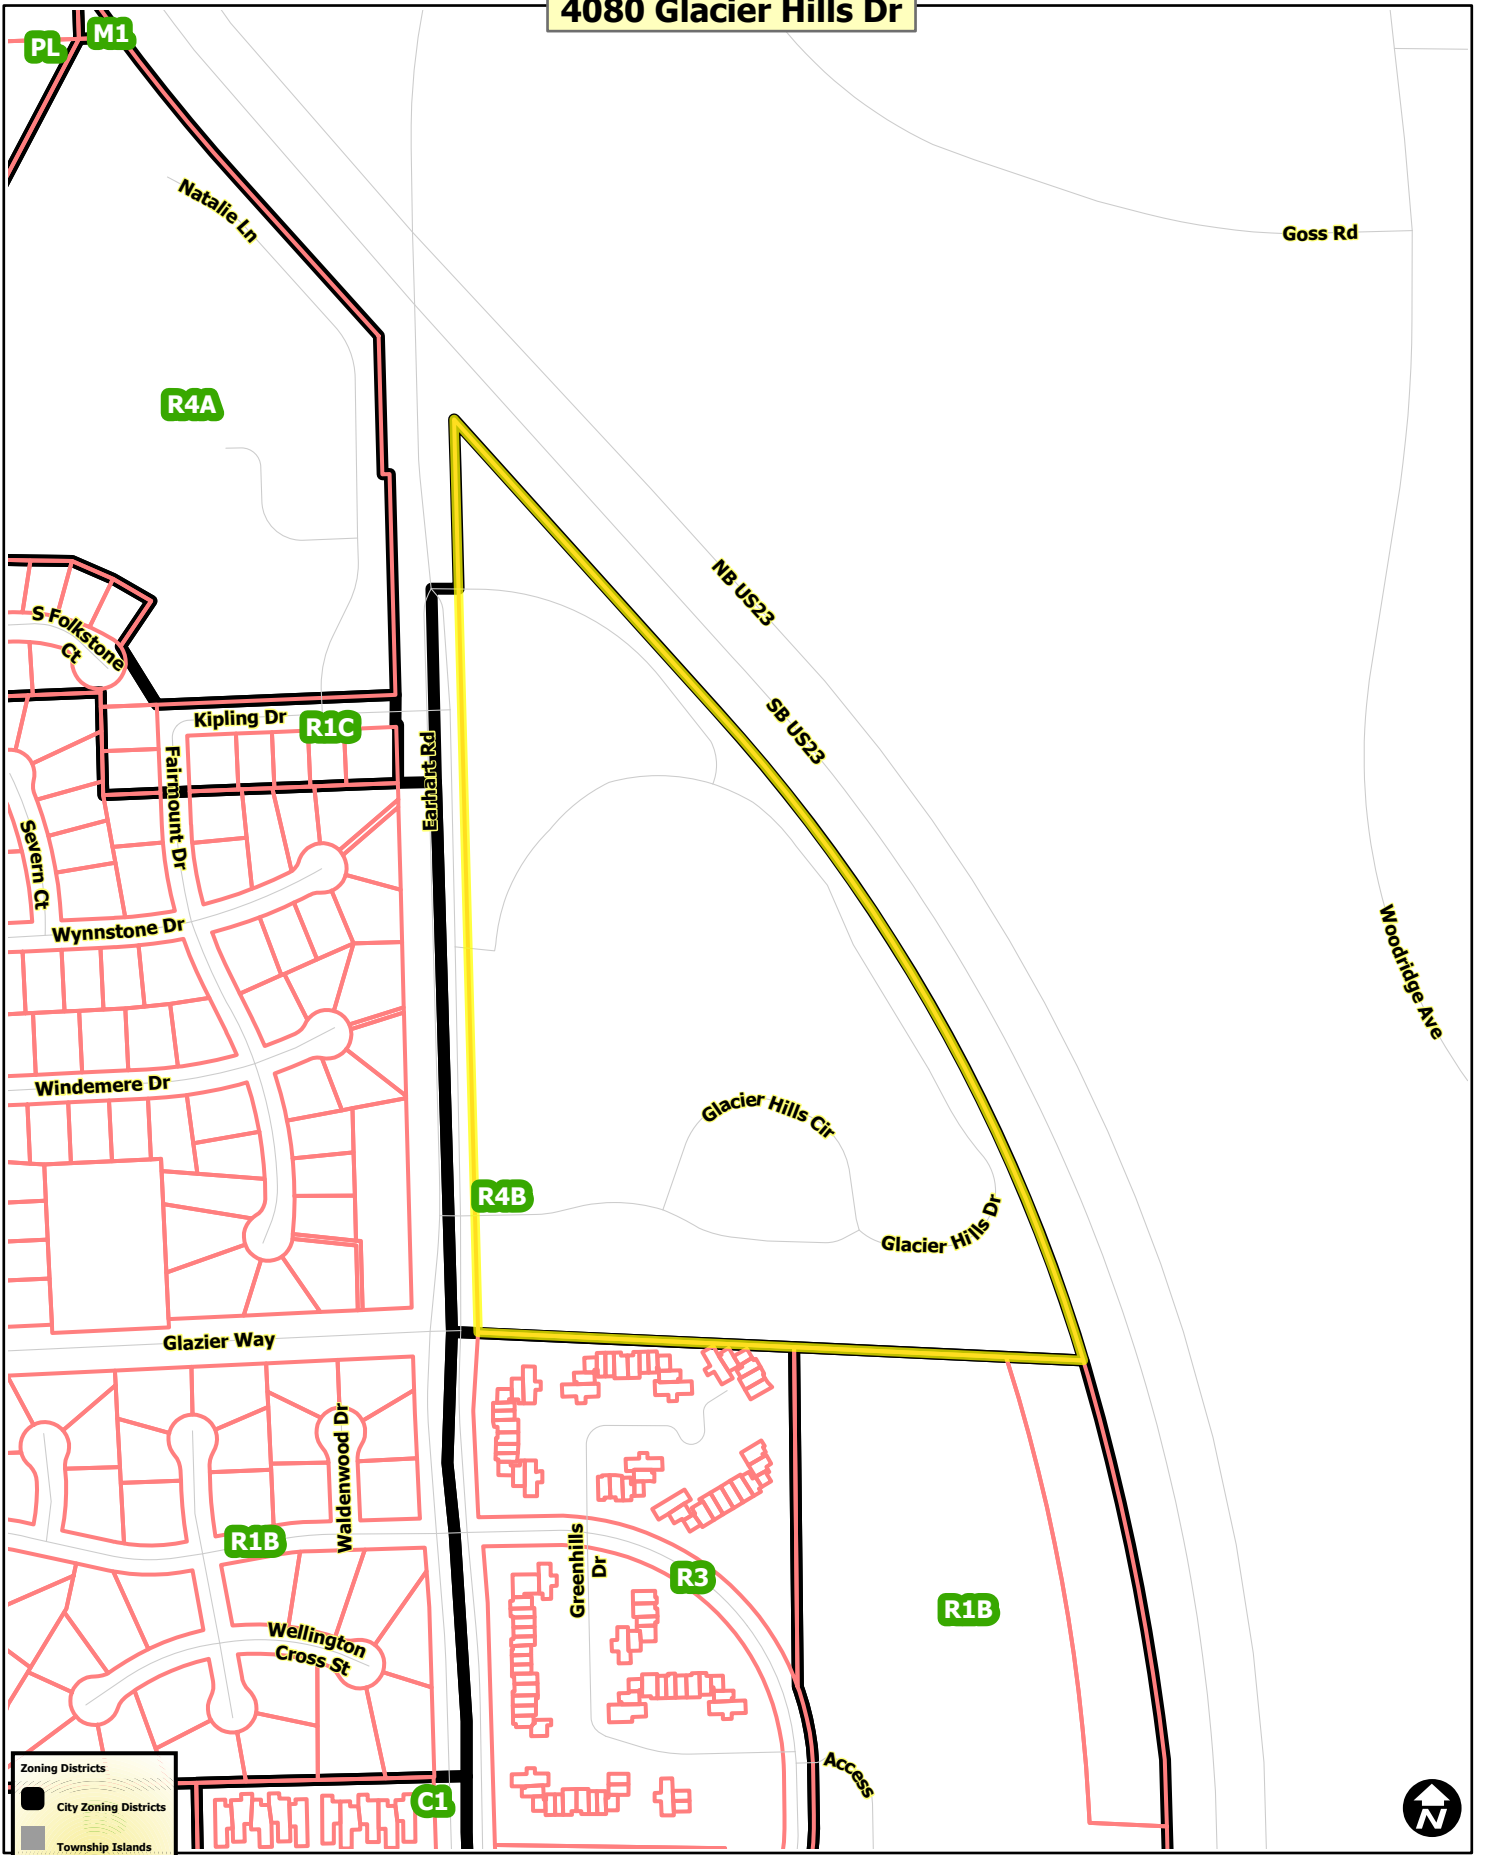 4080 Glacier Hills Dr
PL
M1
Natalie Ln
Goss Rd
R4A
NB US23
S Folkstone
Ct
SB US23
Kipling Dr
R1C
Earhart Rd
Fairmount Dr
Severn Ct
Wynnstone Dr
Woodridge Ave
Windemere Dr
Glacier Hills Cir
R4B
Glacier Hills Dr
Glazier Way
Waldenwood Dr
R1B
Greenhills
Dr
R3
R1B
Wellington
Cross St
Access
C1
Zoning Districts
City Zoning Districts
Township Islands
N